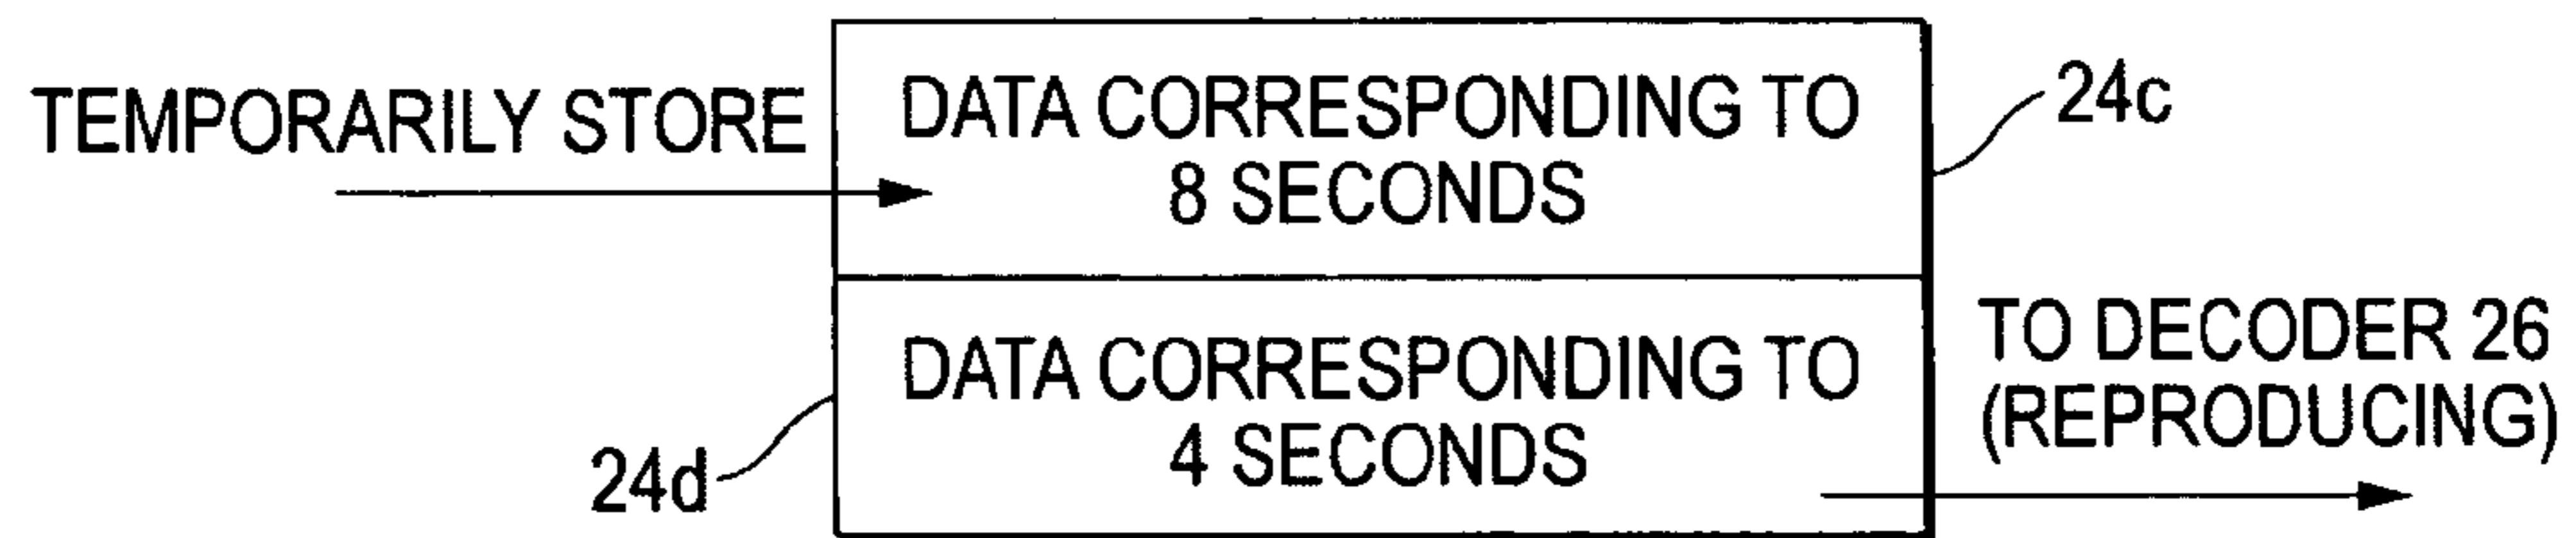 TEMPORARILY STORE
DATA CORRESPONDING TO
8 SECONDS
24c
DATA CORRESPONDING TO
4 SECONDS
24d
TO DECODER 26
(REPRODUCING)